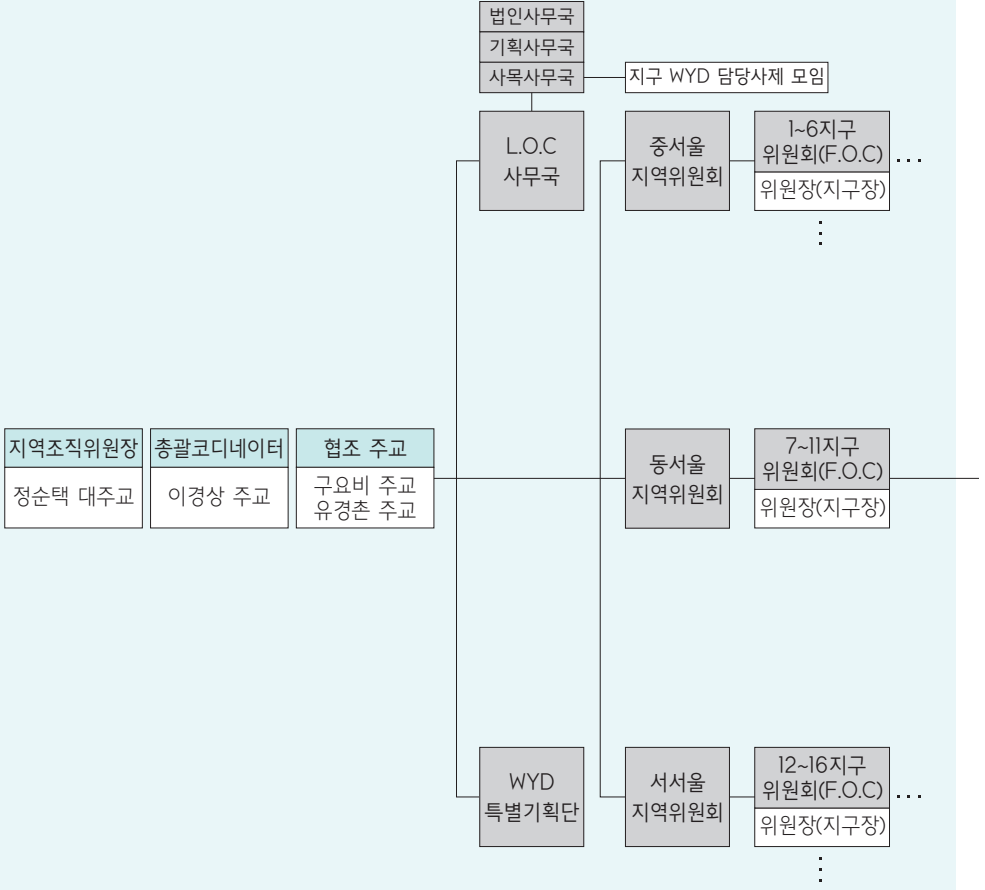 법인사무국
기획사무국
사목사무국
지구 WYD 담당사제 모임
L.O.C
사무국
중서울
지역위원회
1~6지구
위원회(F.O.C)
...
위원장(지구장)
지역조직위원장
정순택 대주교
총괄코디네이터
이경상 주교
협조 주교
구요비 주교
유경촌 주교
동서울
지역위원회
7~11지구
위원회(F.O.C)
위원장(지구장)
WYD
특별기획단
서서울
지역위원회
12~16지구
위원회(F.O.C)
...
위원장(지구장)